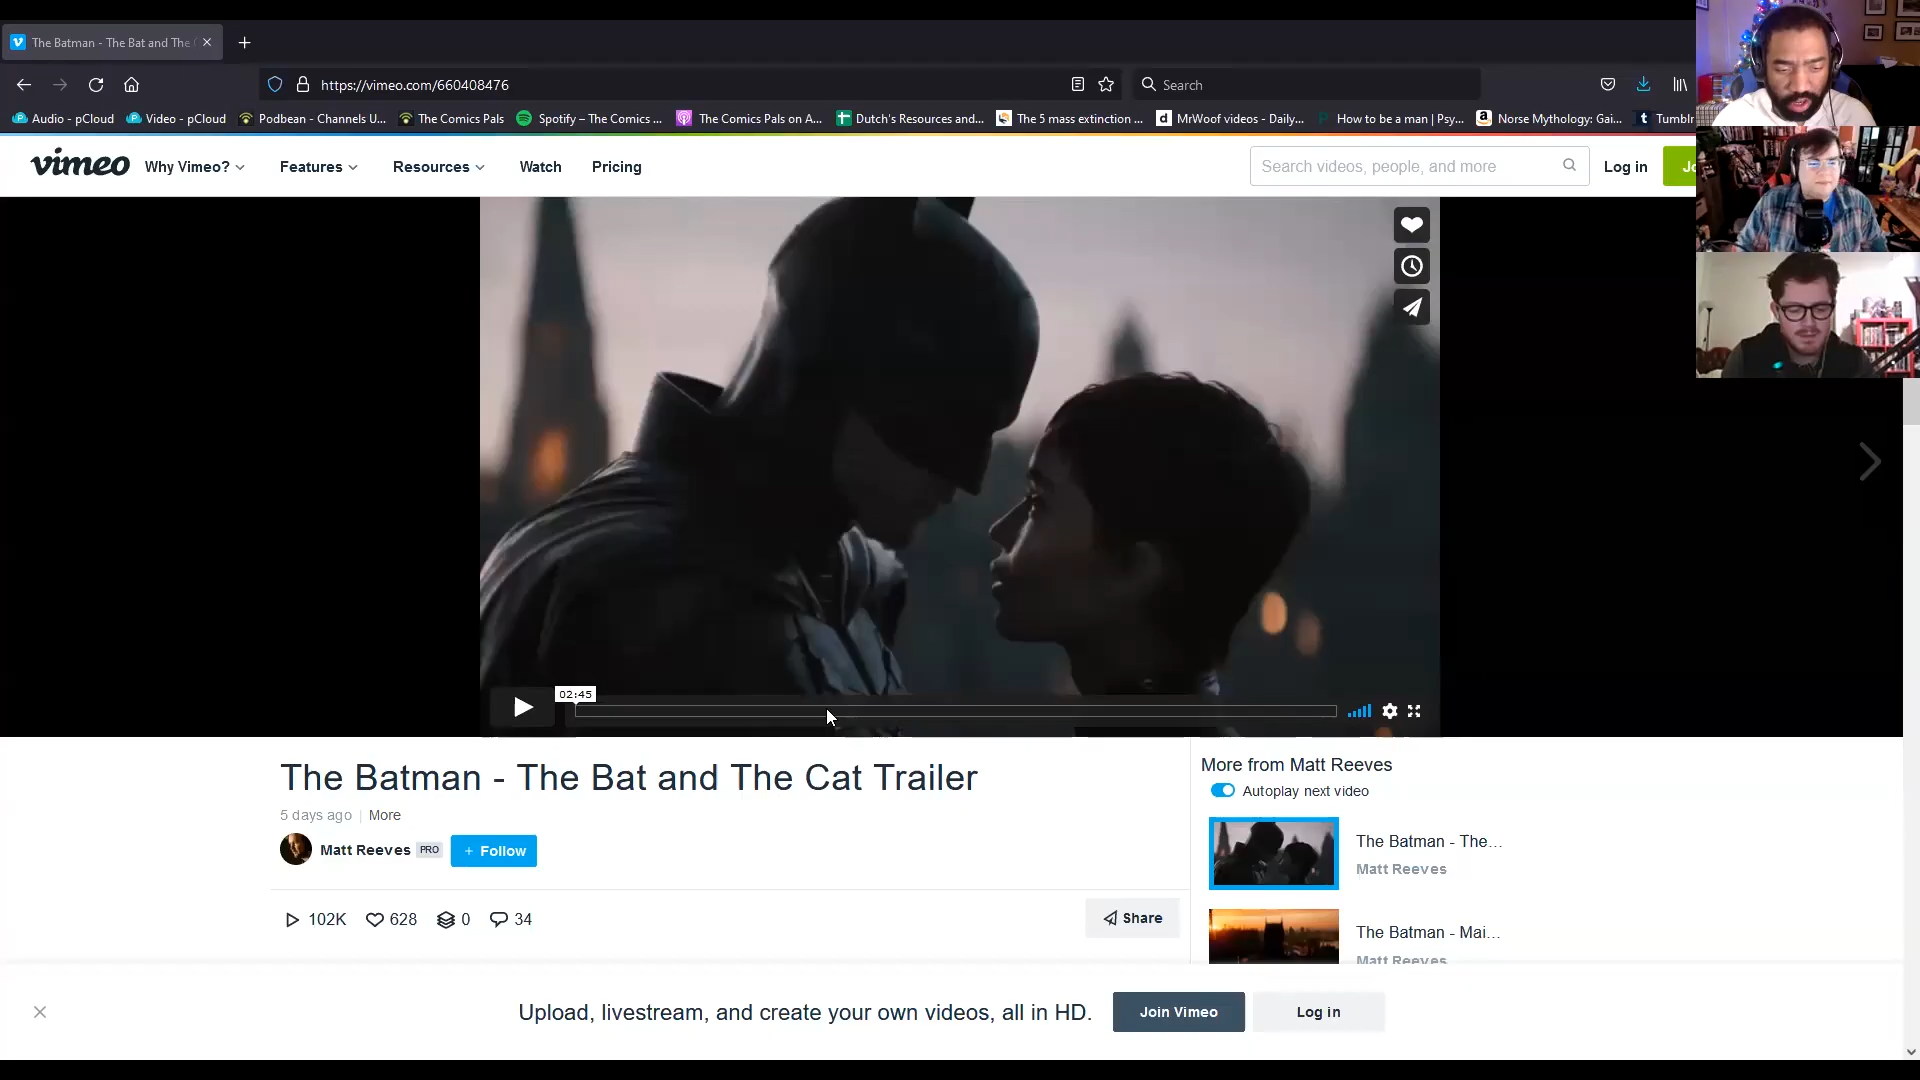 The Batman - The Bat and The
https://vimeo.com/660408476
Search
Audio - pCloud
Video - pCloud
Podbean - Channels U...
The Comics Pals
Spotify – The Comics ...
The Comics Pals on A...
Dutch's Resources and...
The 5 mass extinction ...
MrWoof videos - Daily...
How to be a man | Psy...
Norse Mythology: Gai...
Tumblr
vimeo
Why Vimeo?
Features
Resources
Watch
Pricing
Search videos, people, and more
Log in
02:45
The Batman - The Bat and The Cat Trailer
5 days ago | More
Matt Reeves PRO
+ Follow
102K
628
0
34
Share
More from Matt Reeves
Autoplay next video
The Batman - The...
Matt Reeves
The Batman - Mai...
Matt Reeves
Upload, livestream, and create your own videos, all in HD.
Join Vimeo
Log in